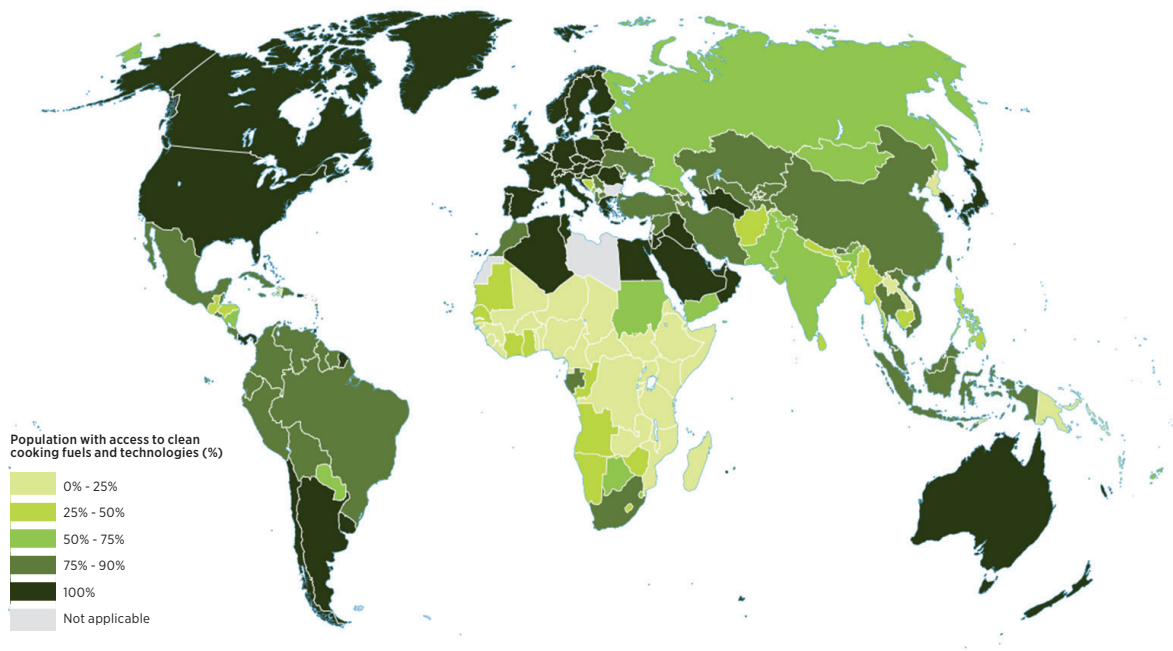 Population with access to clean
cooking fuels and technologies (%)
0% - 25%
25% - 50%
50% - 75%
75% - 90%
100%
Not applicable